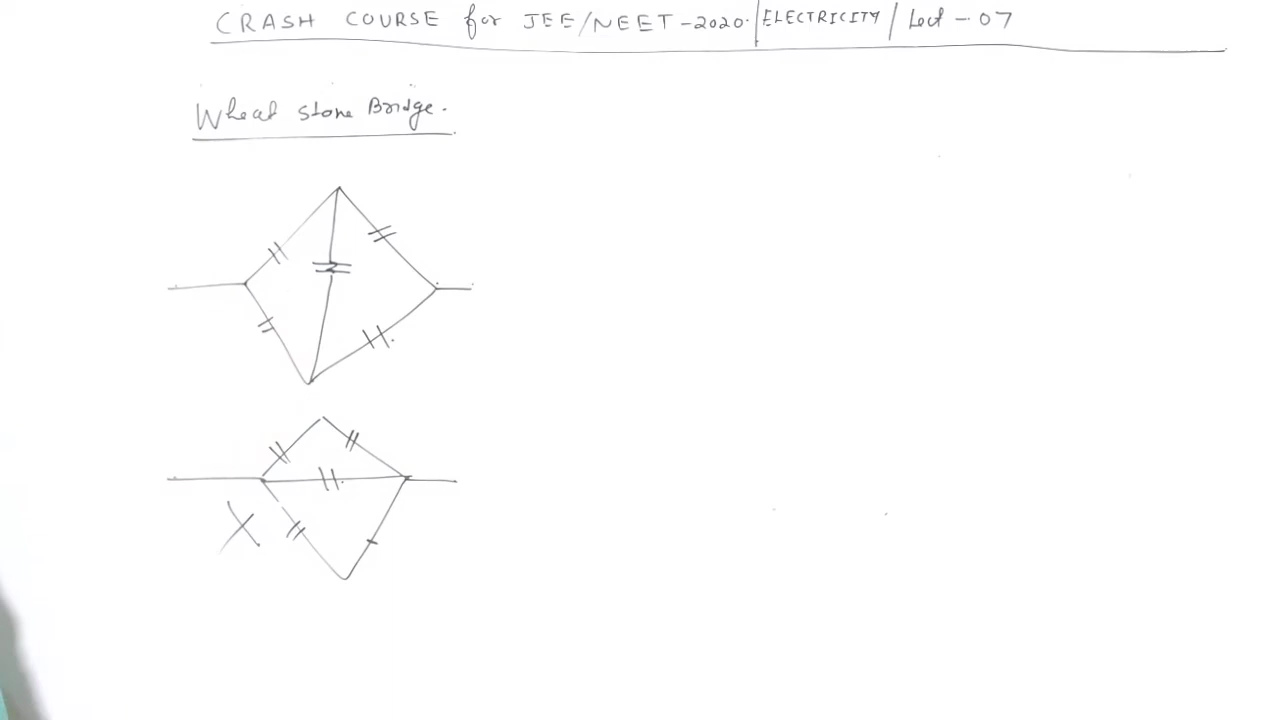 CRASH COURSE for JEE/NEET-2020. | ELECTRICITY / Lect - 07
Wheat stone Bridge.